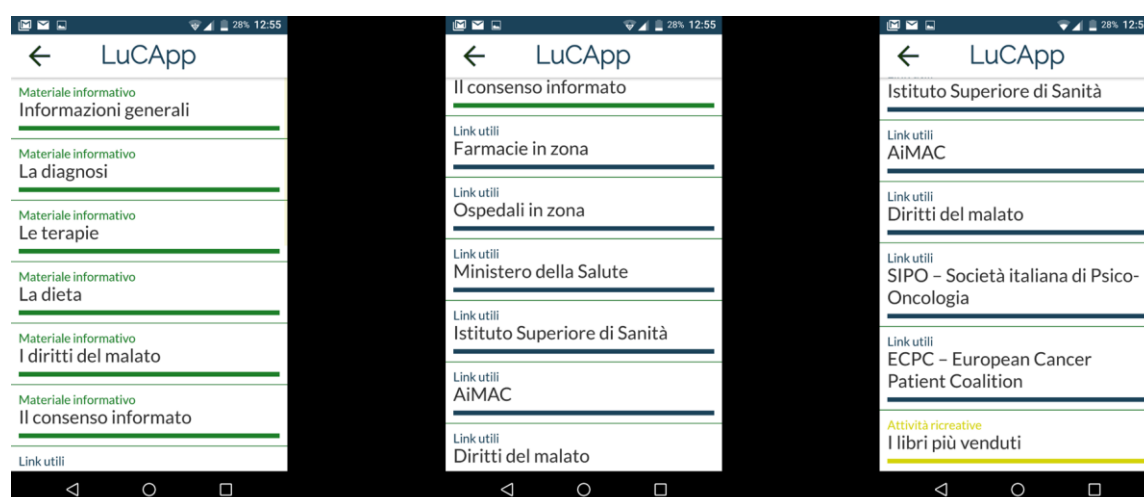 28% 12:55
LuCApp
Materiale informativo
Informazioni generali
Materiale informativo
La diagnosi
Materiale informativo
Le terapie
Materiale informativo
La dieta
Materiale informativo
I diritti del malato
Materiale informativo
Il consenso informato
Link utili
28% 12:55
LuCApp
Il consenso informato
Link utili
Farmacie in zona
Link utili
Ospedali in zona
Link utili
Ministero della Salute
Link utili
Istituto Superiore di Sanità
Link utili
AiMAC
Link utili
Diritti del malato
28%
LuCApp
Istituto Superiore di Sanità
Link utili
AiMAC
Link utili
Diritti del malato
Link utili
SIPO – Società italiana di Psico-
Oncologia
Link utili
ECPC – European Cancer
Patient Coalition
Attività ricreative
I libri più venduti